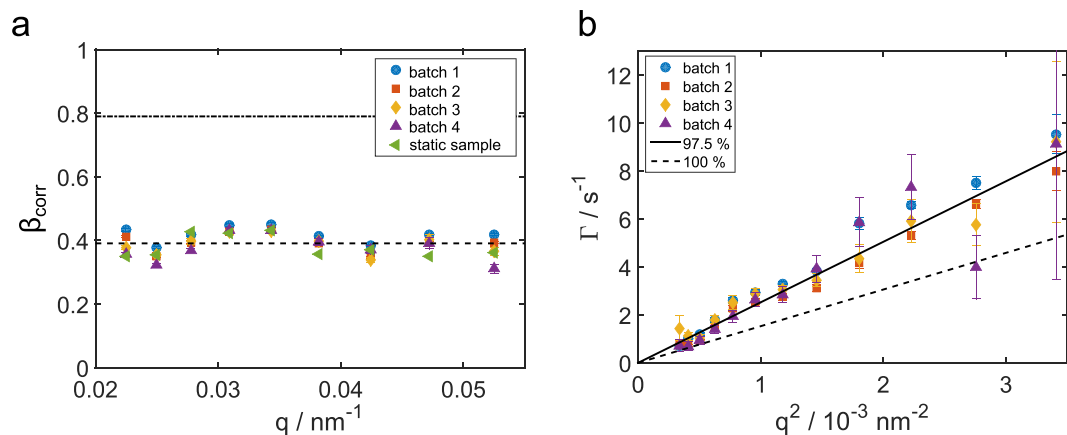 a
1
0.8
0.6
0.4
0.2
0
0.02
0.03
0.04
0.05
β_corr
q / nm^-1
batch 1
batch 2
batch 3
batch 4
static sample
b
12
10
8
6
4
2
0
0
1
2
3
Γ / s^-1
q^2 / 10^-3 nm^-2
batch 1
batch 2
batch 3
batch 4
97.5 %
100 %